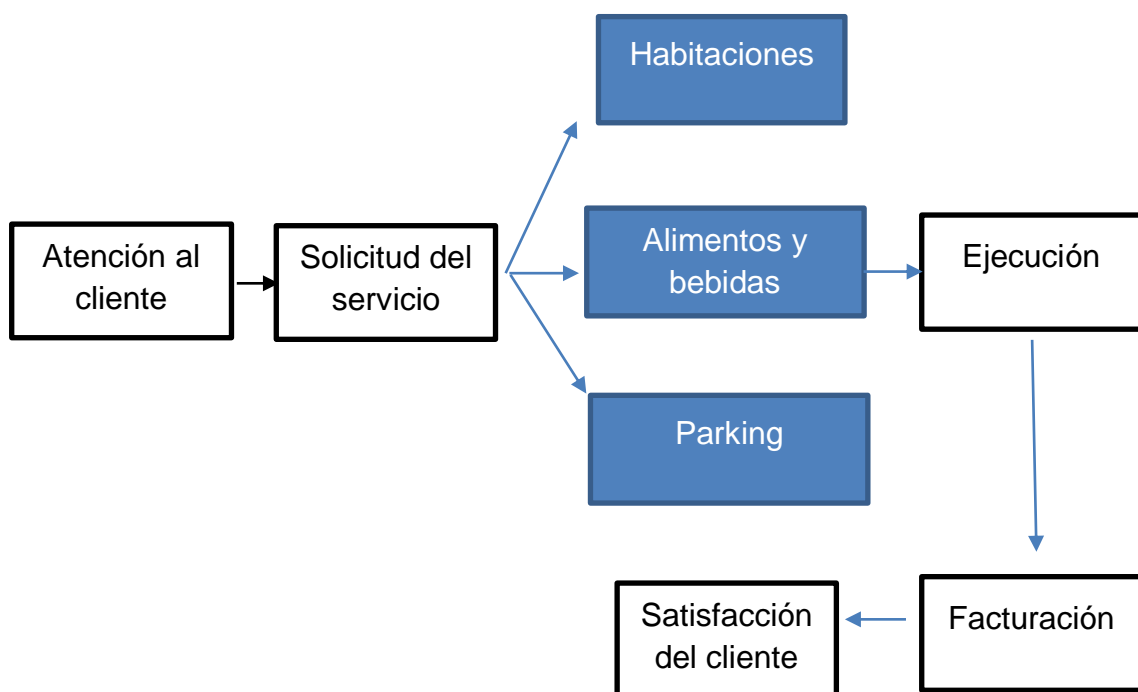 Habitaciones
Atención al
cliente
Solicitud del
servicio
Alimentos y
bebidas
Ejecución
Parking
Satisfacción
del cliente
Facturación